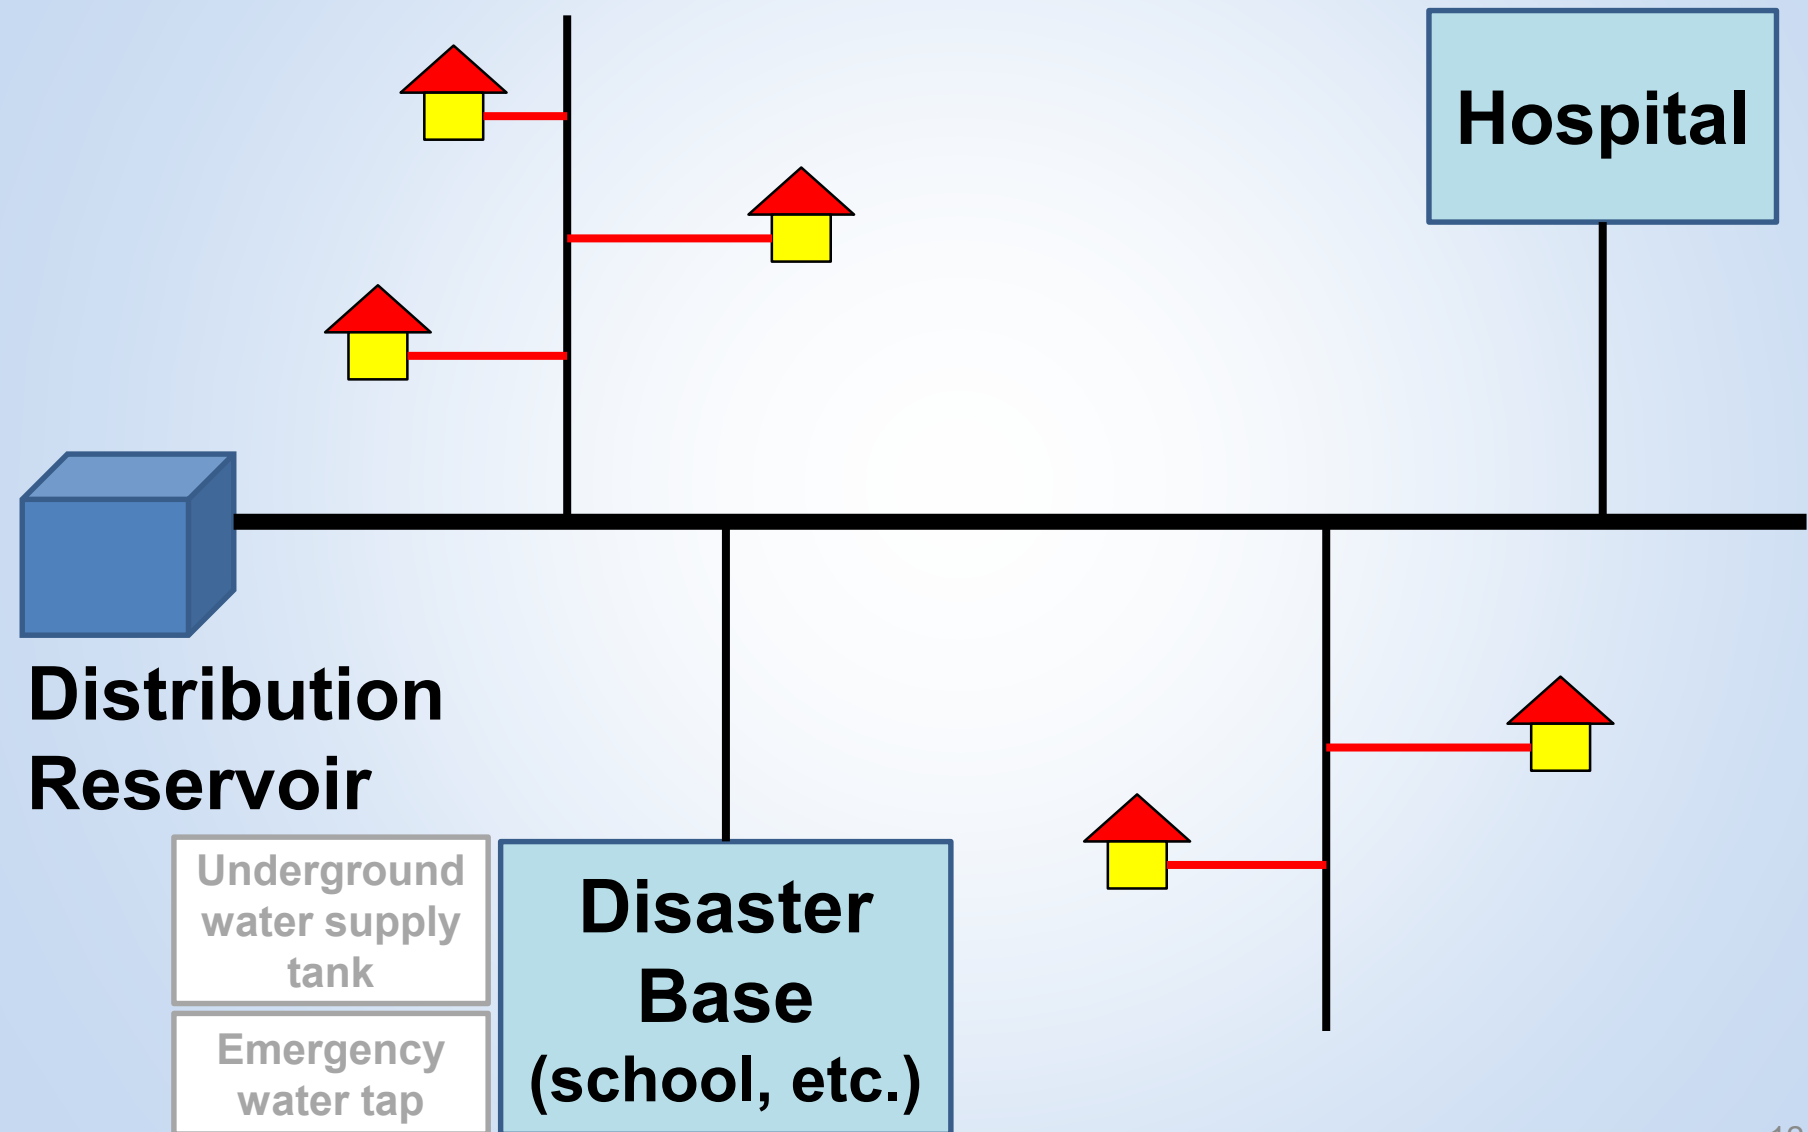 Hospital
Distribution
Reservoir
Underground
water supply
tank
Emergency
water tap
Disaster
Base
(school, etc.)